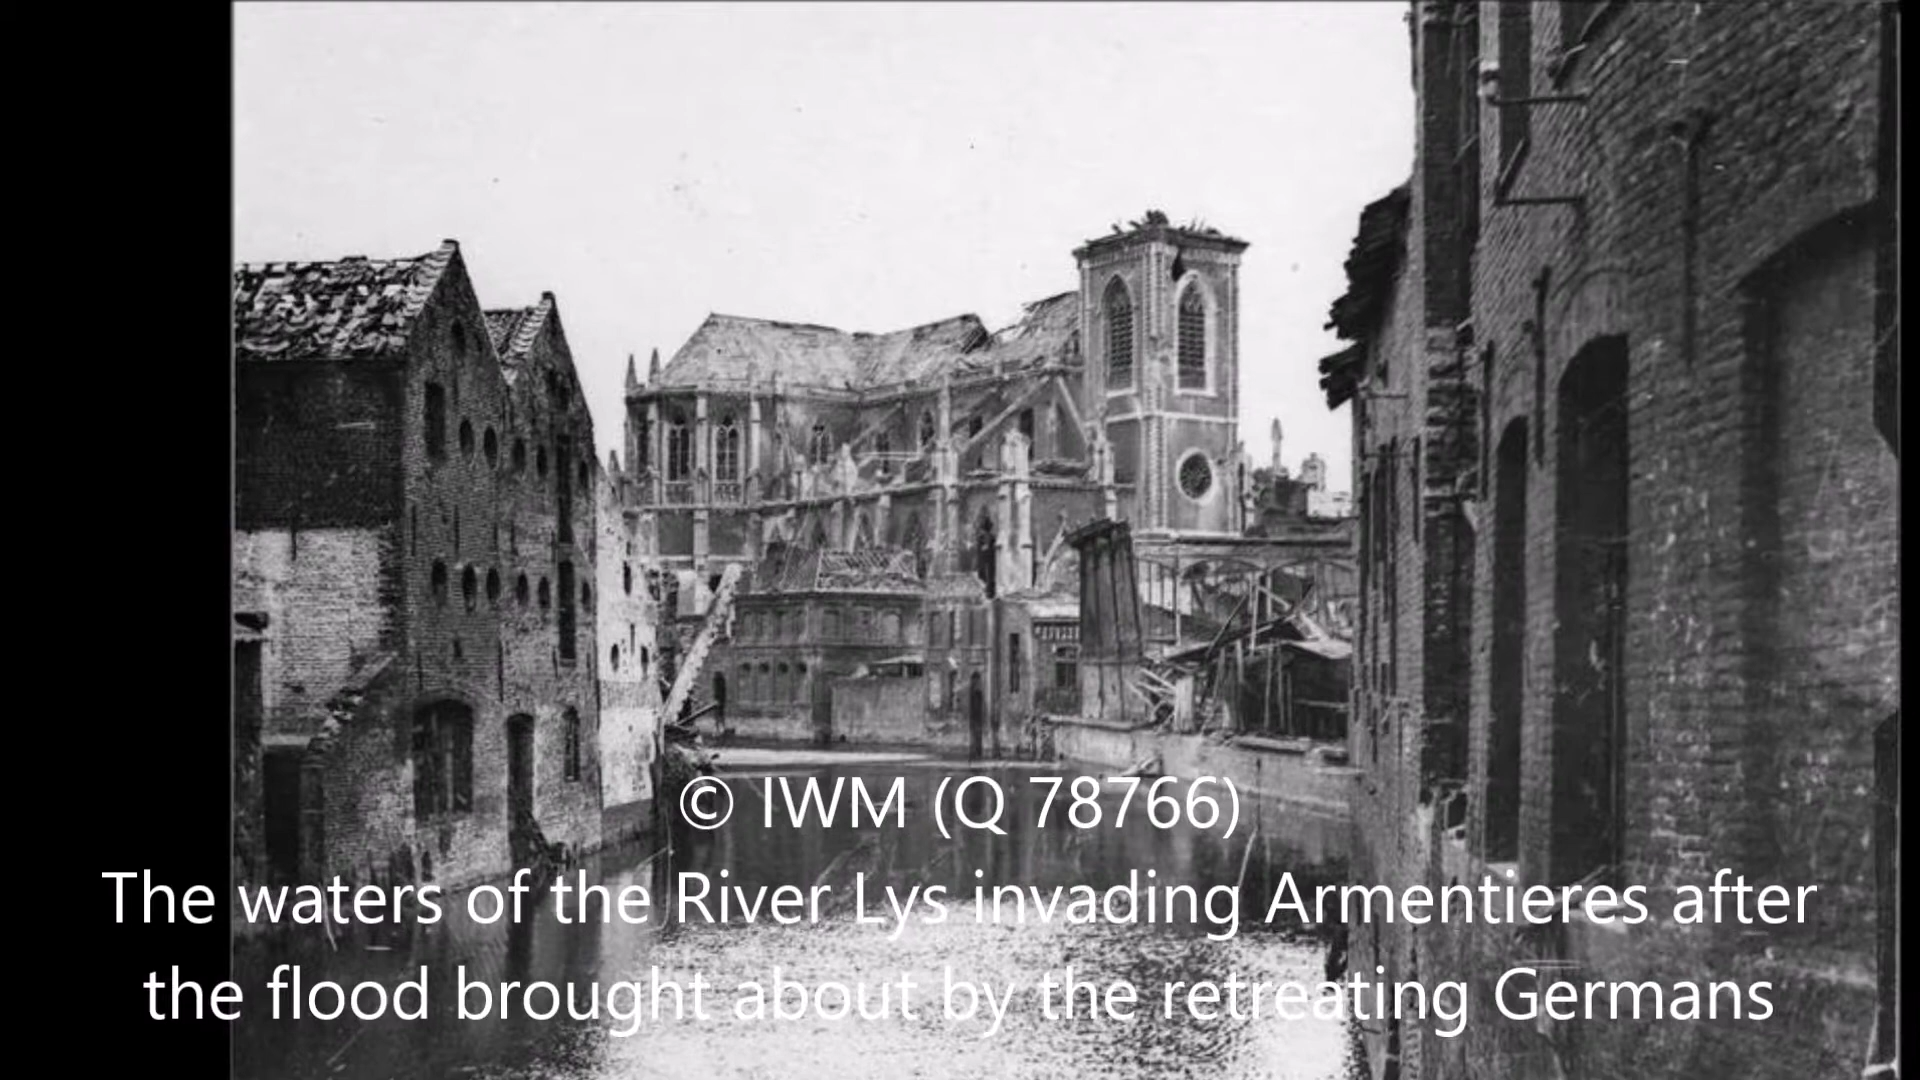 © IWM (Q 78766)
The waters of the River Lys invading Armentieres after
the flood brought about by the retreating Germans